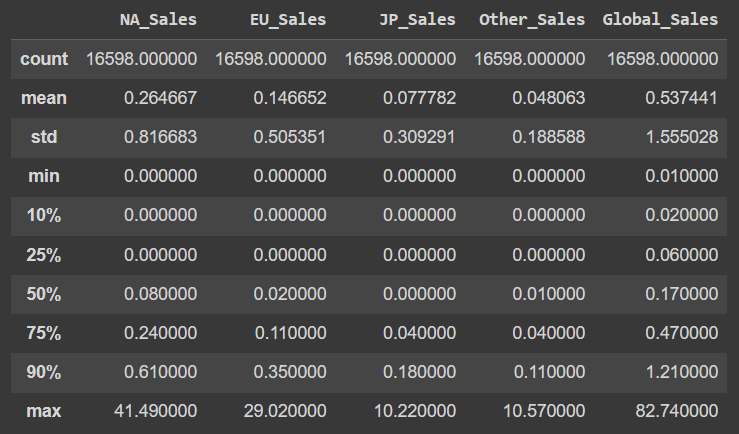 NA_Sales EU_Sales JP_Sales Other_Sales Global_Sales
count 16598.000000 16598.000000 16598.000000 16598.000000 16598.000000
mean 0.264667 0.146652 0.077782 0.048063 0.537441
std 0.816683 0.505351 0.309291 0.188588 1.555028
min 0.000000 0.000000 0.000000 0.000000 0.010000
10% 0.000000 0.000000 0.000000 0.000000 0.020000
25% 0.000000 0.000000 0.000000 0.000000 0.060000
50% 0.080000 0.020000 0.000000 0.010000 0.170000
75% 0.240000 0.110000 0.040000 0.040000 0.470000
90% 0.610000 0.350000 0.180000 0.110000 1.210000
max 41.490000 29.020000 10.220000 10.570000 82.740000